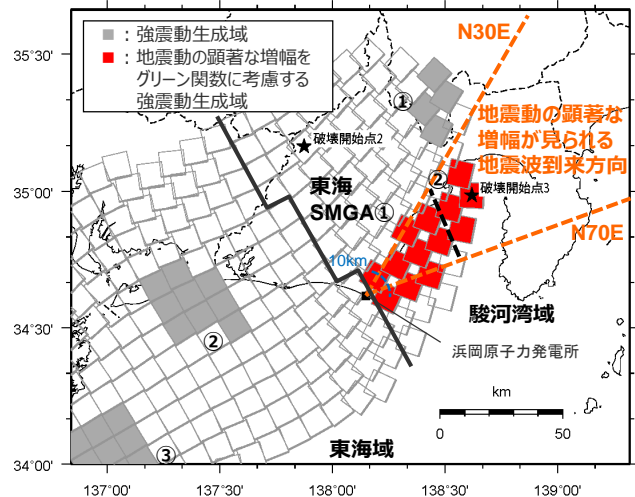 ■：強震動生成域
■：地震動の顕著な増幅を
グリーン関数に考慮する
強震動生成域
N30E
地震動の顕著な
増幅が見られる
地震波到来方向
①
破壊開始点2
②
破壊開始点3
東海
SMGA①
N70E
10km
駿河湾域
②
浜岡原子力発電所
km
0
50
東海域
③
35°30'
35°00'
34°30'
34°00'
137°00'
137°30'
138°00'
138°30'
139°00'